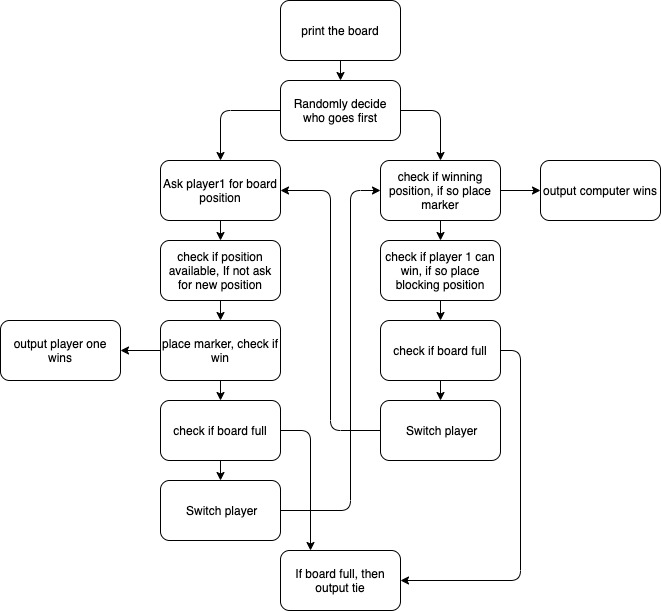 print the board
Randomly decide
who goes first
Ask player1 for board
position
check if winning
position, if so place
marker
output computer wins
check if position
available, If not ask
for new position
check if player 1 can
win, if so place
blocking position
output player one
wins
place marker, check if
win
check if board full
check if board full
Switch player
Switch player
If board full, then
output tie